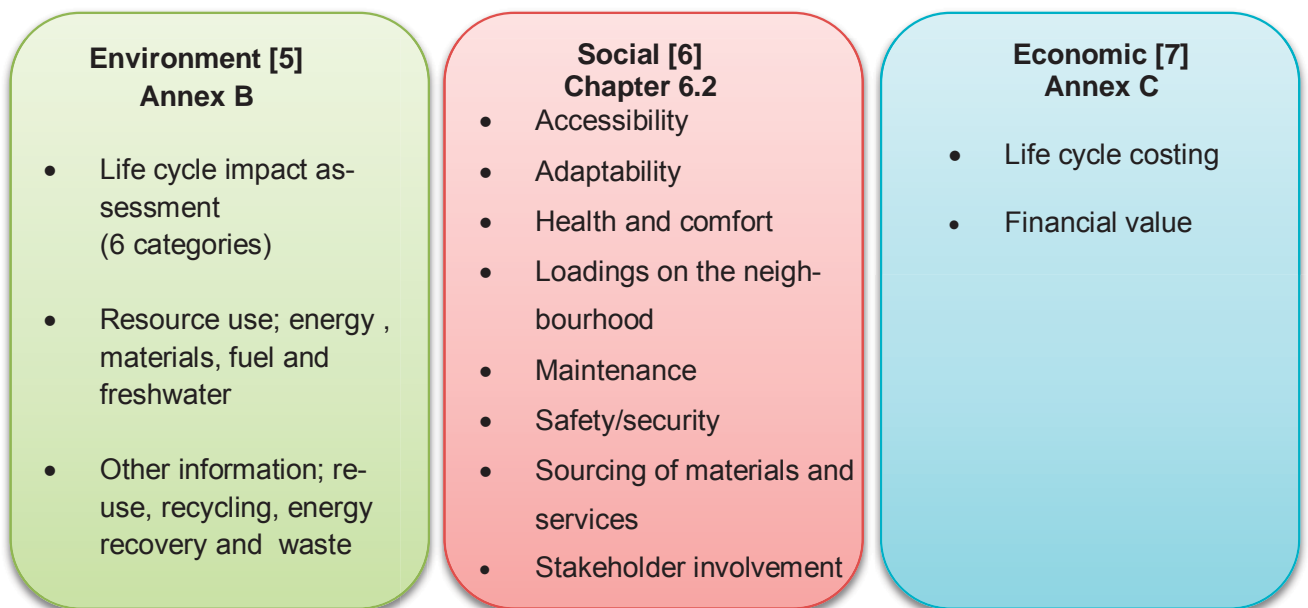 Environment [5]
Annex B
• Life cycle impact as-
sessment
(6 categories)
• Resource use; energy ,
materials, fuel and
freshwater
• Other information; re-
use, recycling, energy
recovery and waste
Social [6]
Chapter 6.2
• Accessibility
• Adaptability
• Health and comfort
• Loadings on the neigh-
bourhood
• Maintenance
• Safety/security
• Sourcing of materials and
services
• Stakeholder involvement
Economic [7]
Annex C
• Life cycle costing
• Financial value